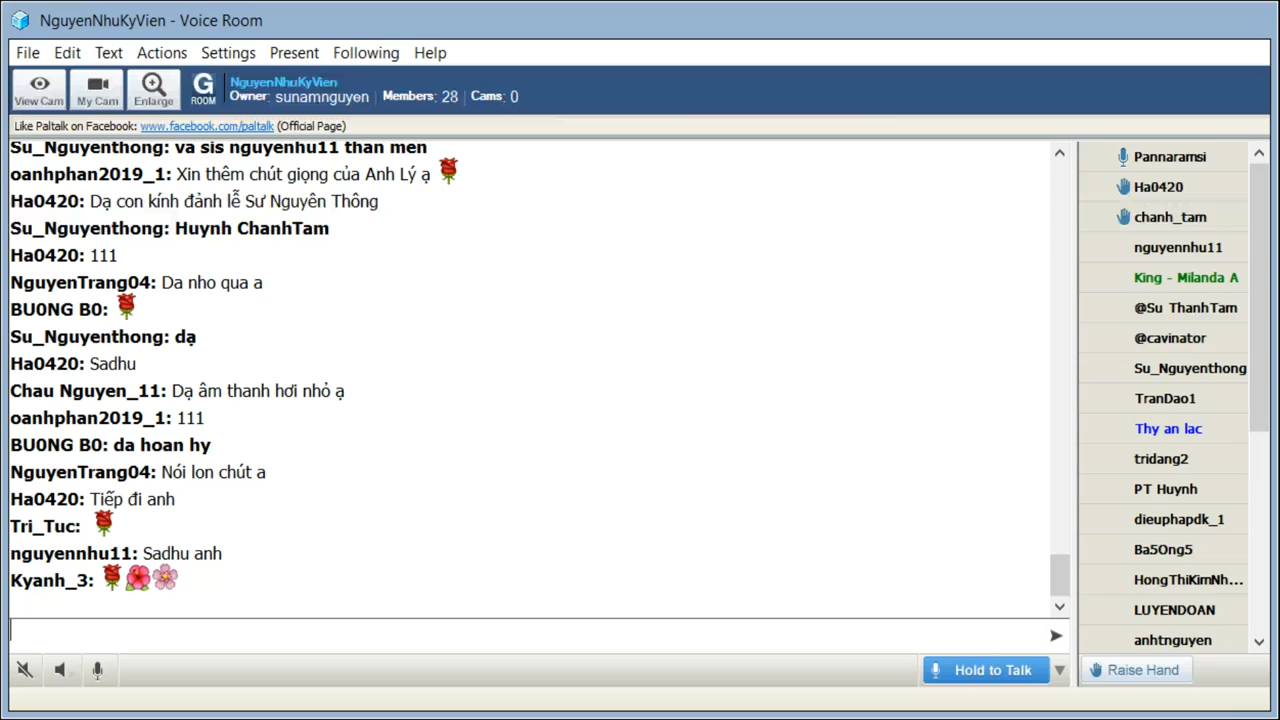 NguyenNhuKyVien - Voice Room
File Edit Text Actions Settings Present Following Help
View Cam My Cam Enlarge G ROOM
NguyenNhuKyVien
Owner: sunamnguyen Members: 28 Cams: 0
Like Paltalk on Facebook: www.facebook.com/paltalk (Official Page)
Su_Nguyenthong: va sis nguyenhu11 than men
oanhphan2019_1: Xin thêm chút giọng của Anh Lý ạ
Ha0420: Dạ con kính đảnh lễ Sư Nguyên Thông
Su_Nguyenthong: Huynh ChanhTam
Ha0420: 111
NguyenTrang04: Da nho qua a
BU0NG B0:
Su_Nguyenthong: dạ
Ha0420: Sadhu
Chau Nguyen_11: Dạ âm thanh hơi nhỏ ạ
oanhphan2019_1: 111
BU0NG B0: da hoan hy
NguyenTrang04: Nói lon chút a
Ha0420: Tiếp đi anh
Tri_Tuc:
nguyennhu11: Sadhu anh
Kyanh_3:
Pannaramsi
Ha0420
chanh_tam
nguyennhu11
King - Milanda A
@Su ThanhTam
@cavinator
Su_Nguyenthong
TranDao1
Thy an lac
tridang2
PT Huynh
dieuphapdk_1
Ba5Ong5
HongThiKimNh...
LUYENDOAN
anhtnguyen
Hold to Talk
Raise Hand